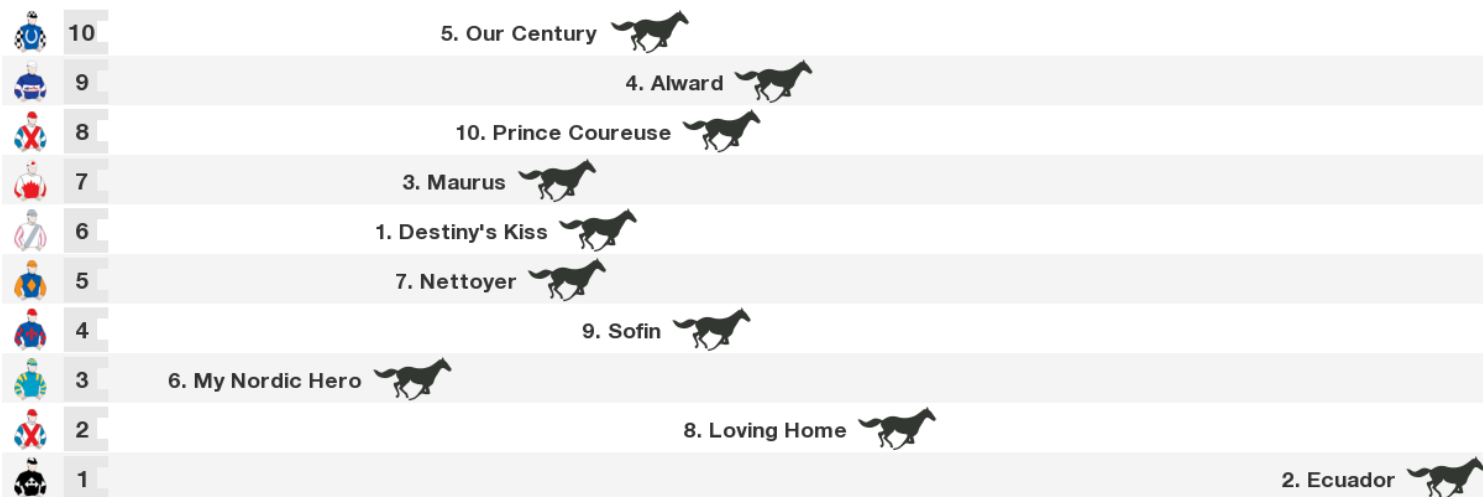 10 5. Our Century
9 4. Alward
8 10. Prince Coureuse
7 3. Maurus
6 1. Destiny's Kiss
5 7. Nettoyer
4 9. Sofin
3 6. My Nordic Hero
2 8. Loving Home
1 2. Ecuador